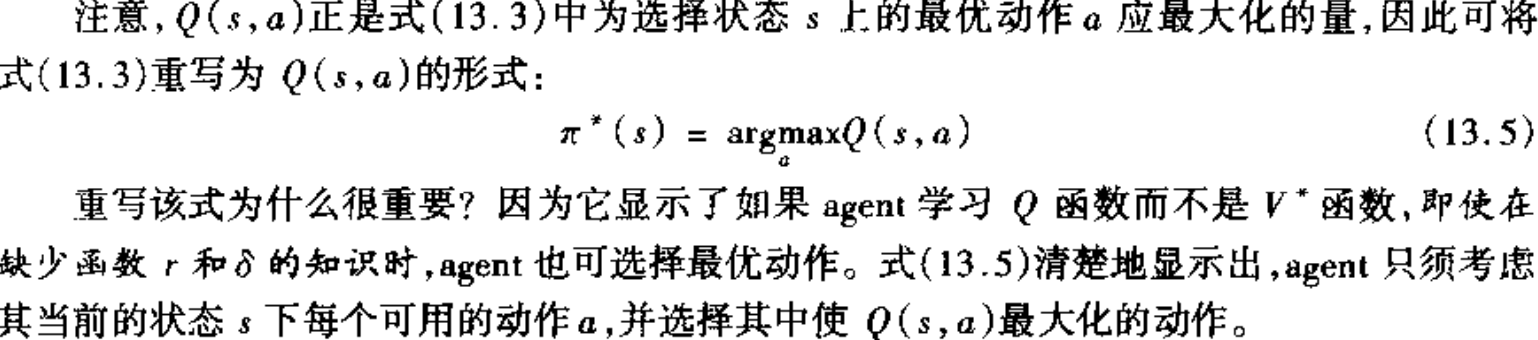 注意,Q(s,a)正是式(13.3)中为选择状态 s 上的最优动作 a 应最大化的量,因此可将
式(13.3)重写为 Q(s,a)的形式:
π*(s) = argmaxQ(s,a) (13.5)
a
重写该式为什么很重要? 因为它显示了如果 agent 学习 Q 函数而不是 V* 函数,即使在
缺少函数 r 和 δ 的知识时,agent 也可选择最优动作。式(13.5)清楚地显示出,agent 只须考虑
其当前的状态 s 下每个可用的动作 a,并选择其中使 Q(s,a)最大化的动作。